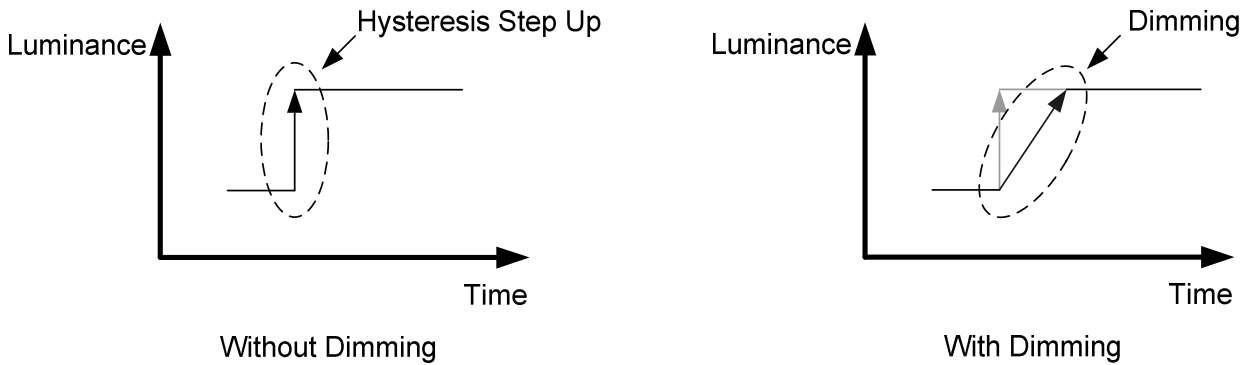 Hysteresis Step Up
Luminance
Time
Without Dimming
Dimming
Luminance
Time
With Dimming